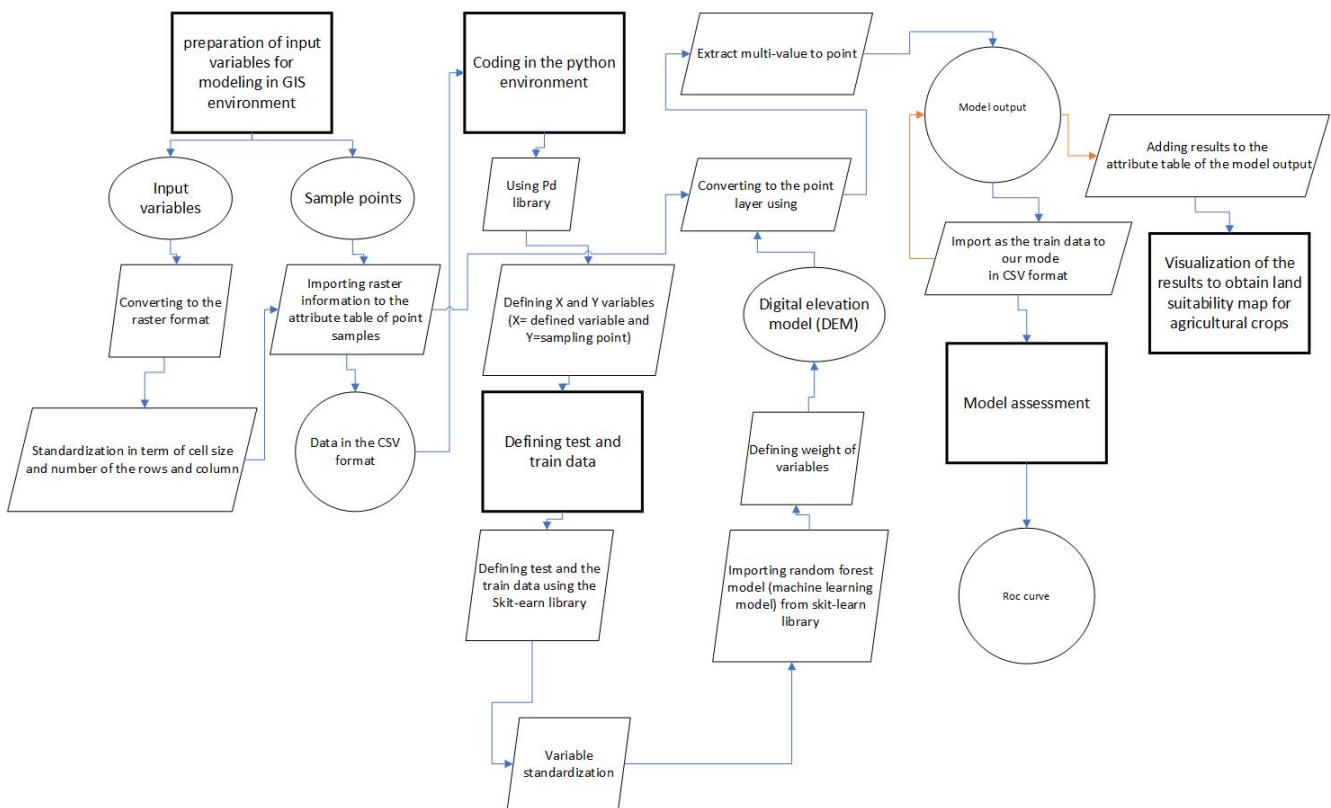 preparation of input
variables for
modeling in GIS
environment
Input
variables
Sample points
Converting to the
raster format
Importing raster
information to the
attribute table of point
samples
Standardization in term of cell size
and number of the rows and column
Data in the CSV
format
Coding in the python
environment
Using Pd
library
Defining X and Y variables
(X= defined variable and
Y=sampling point)
Defining test and
train data
Defining test and the
train data using the
Skit-earn library
Variable
standardization
Importing random forest
model (machine learning
model) from skit-learn
library
Defining weight of
variables
Digital elevation
model (DEM)
Converting to the point
layer using
Extract multi-value to point
Model output
Adding results to the
attribute table of the model output
Import as the train data to
our mode
in CSV format
Visualization of the
results to obtain land
suitability map for
agricultural crops
Model assessment
Roc curve